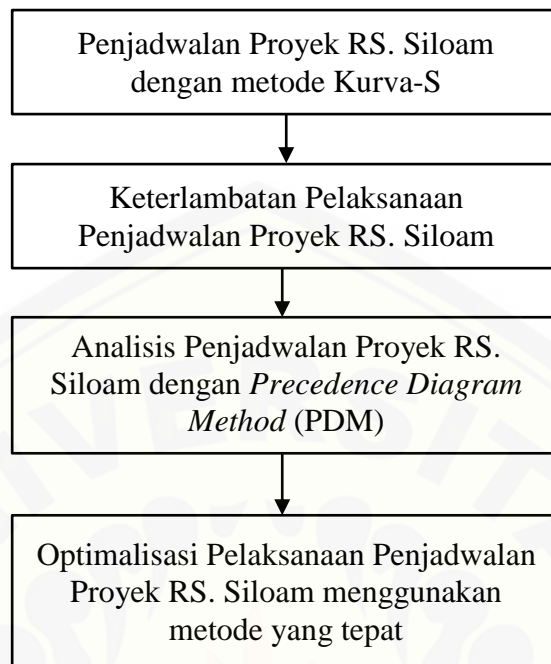 Penjadwalan Proyek RS. Siloam
dengan metode Kurva-S
Keterlambatan Pelaksanaan
Penjadwalan Proyek RS. Siloam
Analisis Penjadwalan Proyek RS.
Siloam dengan Precedence Diagram
Method (PDM)
Optimalisasi Pelaksanaan Penjadwalan
Proyek RS. Siloam menggunakan
metode yang tepat